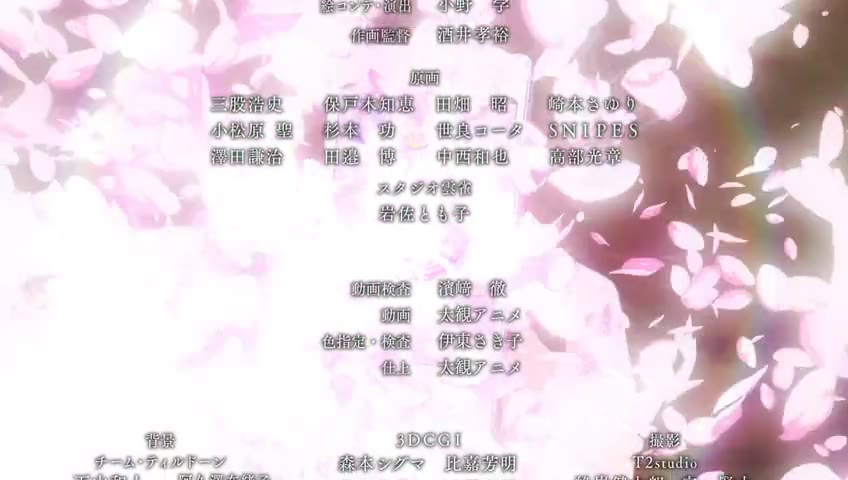 絵コンテ・演出 小野 学
作画監督 酒井孝裕
原画
三股浩史 保戸木知恵 田畑 昭 崎本さゆり
小松原 聖 杉本 功 世良コータ SNIPES
澤田謙治 田辺 博 中西和也 高部光章
スタジオ雲雀
岩佐とも子
動画検査 濱﨑 徹
動画 大観アニメ
色指定・検査 伊東さき子
仕上 大観アニメ
背景 3DCGI 撮影
チーム・ティルドーン 森本シグマ 比嘉芳明 T2studio